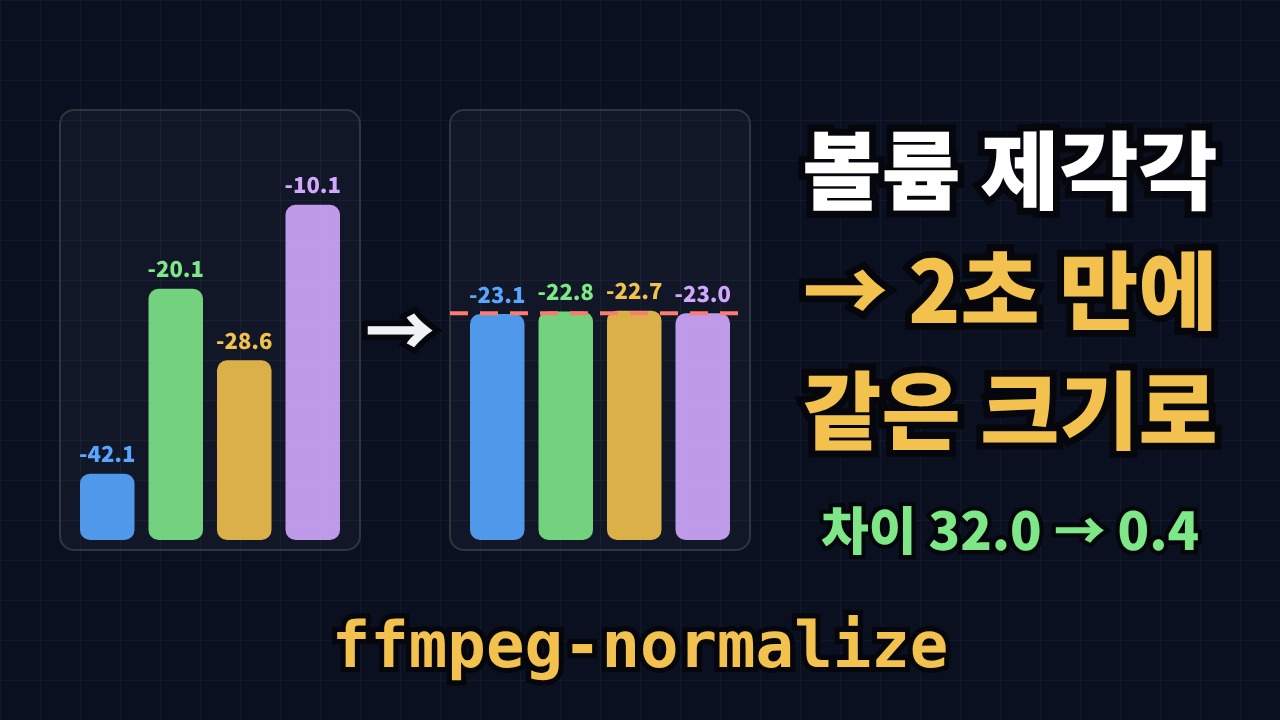 -42.1
-20.1
-28.6
-10.1
→
-23.1
-22.8
-22.7
-23.0
볼륨 제각각
→ 2초 만에
같은 크기로
차이 32.0 → 0.4
ffmpeg-normalize